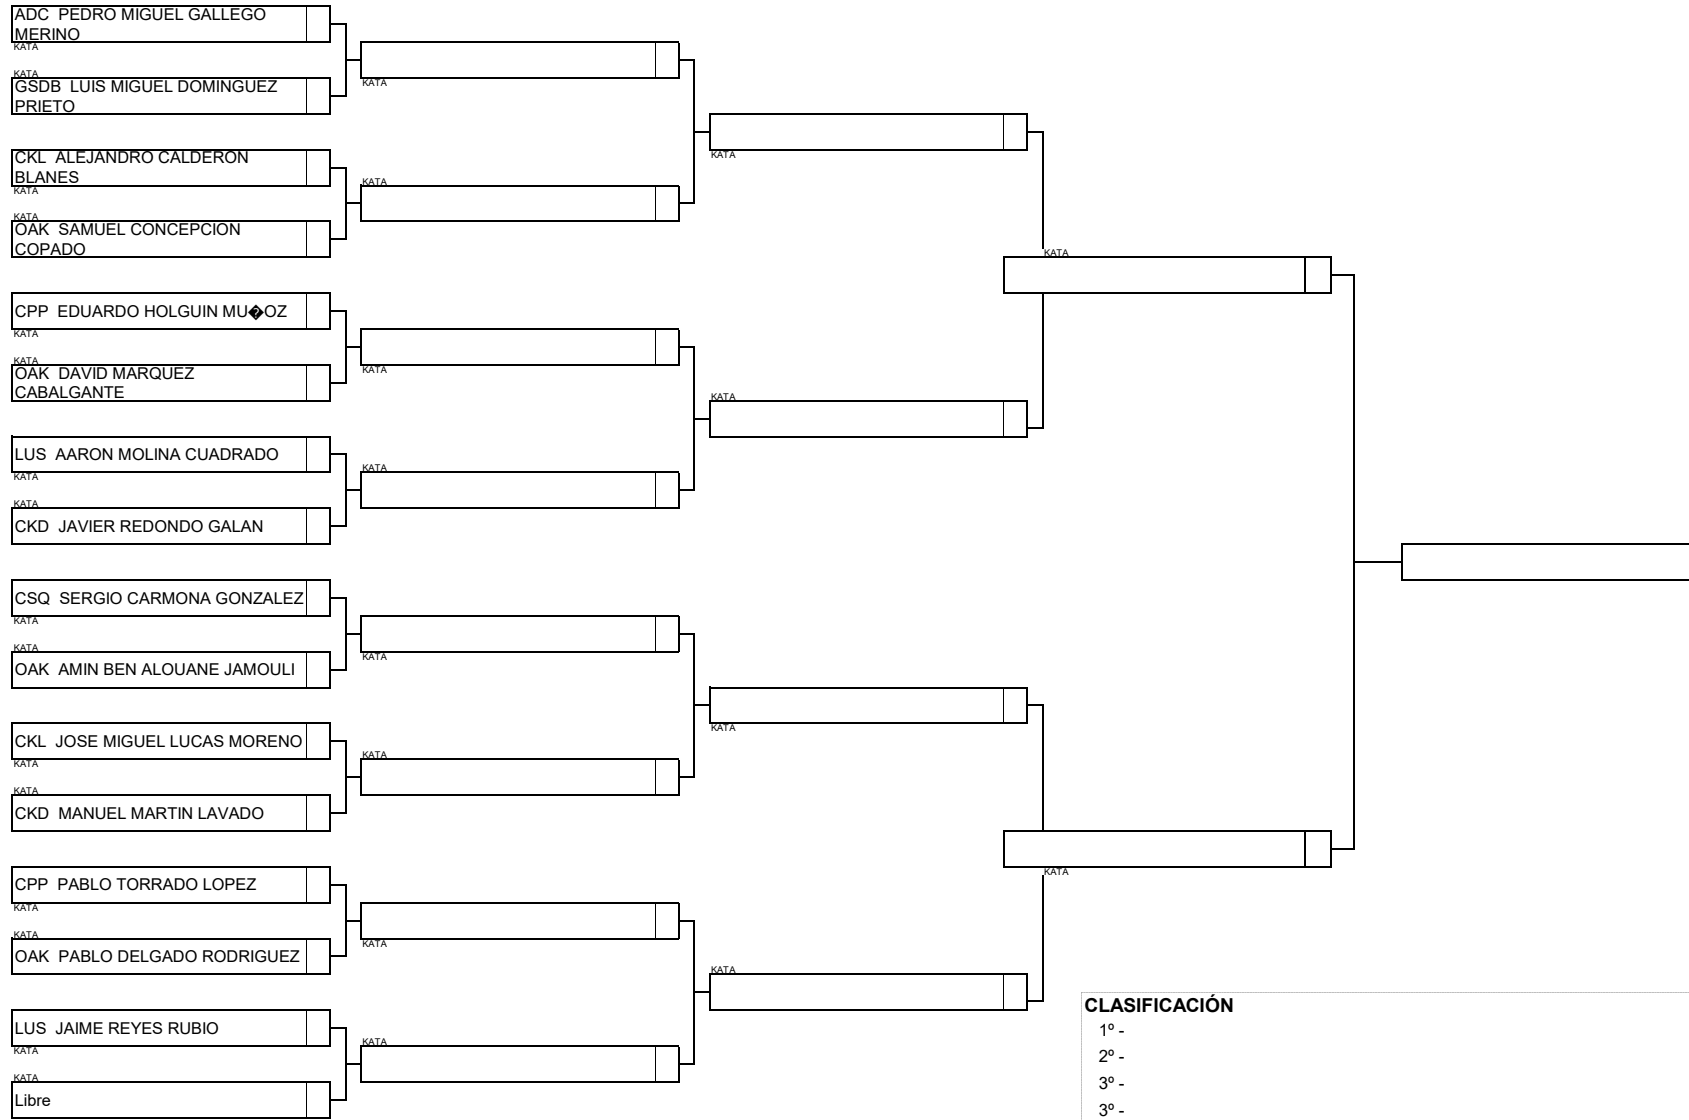 ADC PEDRO MIGUEL GALLEGO
MERINO
KATA
KATA
GSDB LUIS MIGUEL DOMINGUEZ
PRIETO
CKL ALEJANDRO CALDERON
BLANES
KATA
KATA
OAK SAMUEL CONCEPCION
COPADO
CPP EDUARDO HOLGUIN MU�OZ
KATA
KATA
OAK DAVID MARQUEZ
CABALGANTE
LUS AARON MOLINA CUADRADO
KATA
KATA
CKD JAVIER REDONDO GALAN
CSQ SERGIO CARMONA GONZALEZ
KATA
KATA
OAK AMIN BEN ALOUANE JAMOULI
CKL JOSE MIGUEL LUCAS MORENO
KATA
KATA
CKD MANUEL MARTIN LAVADO
CPP PABLO TORRADO LOPEZ
KATA
KATA
OAK PABLO DELGADO RODRIGUEZ
LUS JAIME REYES RUBIO
KATA
KATA
Libre
KATA
KATA
KATA
KATA
KATA
KATA
KATA
KATA
KATA
KATA
KATA
KATA
KATA
KATA
CLASIFICACIÓN
1º -
2º -
3º -
3º -